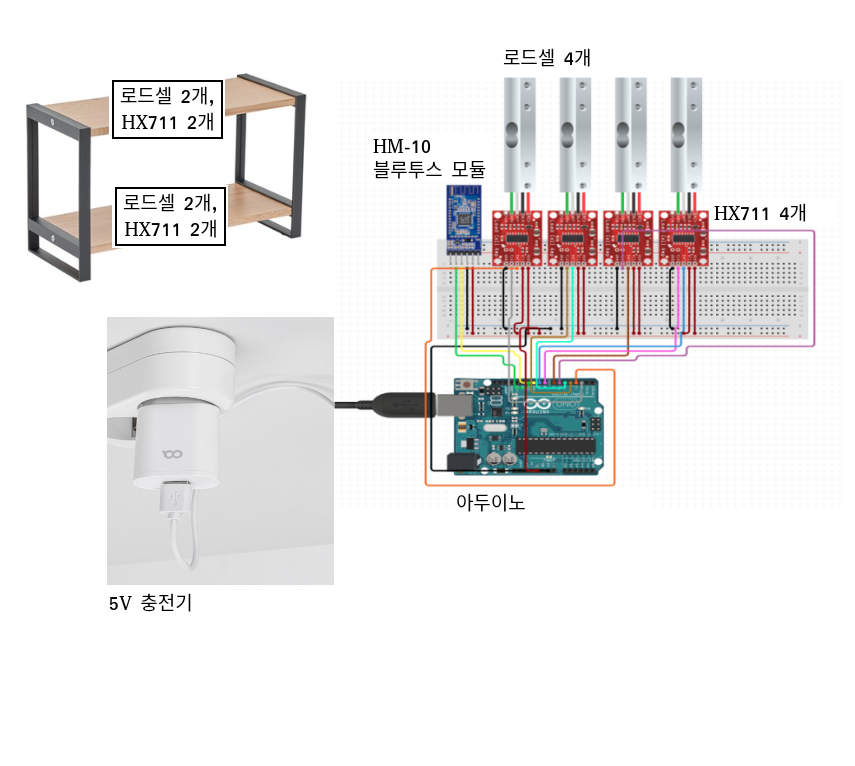 로드셀 4개
로드셀 2개,
HX711 2개
HM-10
블루투스 모듈
로드셀 2개,
HX711 2개
HX711 4개
아두이노
5V 충전기